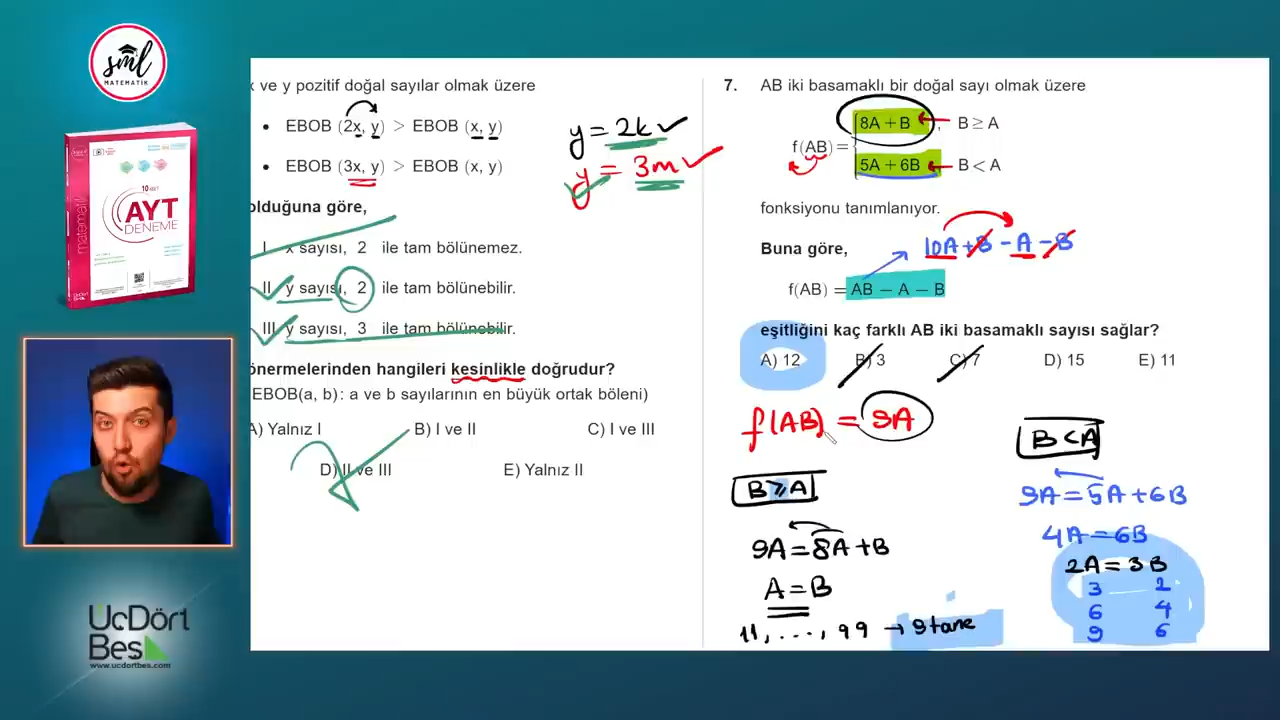 sml
MATEMATİK
AYT
DENEME
matematik
ÜcDört
Bes
www.ucdortbes.com
x ve y pozitif doğal sayılar olmak üzere
• EBOB (2x, y) > EBOB (x, y)
• EBOB (3x, y) > EBOB (x, y)
y = 2k
y = 3m
olduğuna göre,
I x sayısı, 2 ile tam bölünemez.
II y sayısı, 2 ile tam bölünebilir.
III y sayısı, 3 ile tam bölünebilir.
önermelerinden hangileri kesinlikle doğrudur?
EBOB(a, b): a ve b sayılarının en büyük ortak böleni)
A) Yalnız I B) I ve II C) I ve III
D) II ve III E) Yalnız II
7. AB iki basamaklı bir doğal sayı olmak üzere
8A + B , B ≥ A
f(AB) =
5A + 6B B < A
fonksiyonu tanımlanıyor.
10A + B - A - B
Buna göre,
f(AB) = AB – A – B
eşitliğini kaç farklı AB iki basamaklı sayısı sağlar?
A) 12 B) 3 C) 7 D) 15 E) 11
f(AB) = 9A
B ≥ A
9A = 8A + B
A = B
11, ..., 99 → 9 tane
B < A
9A = 5A + 6B
4A = 6B
2A = 3B
3 2
6 4
9 6